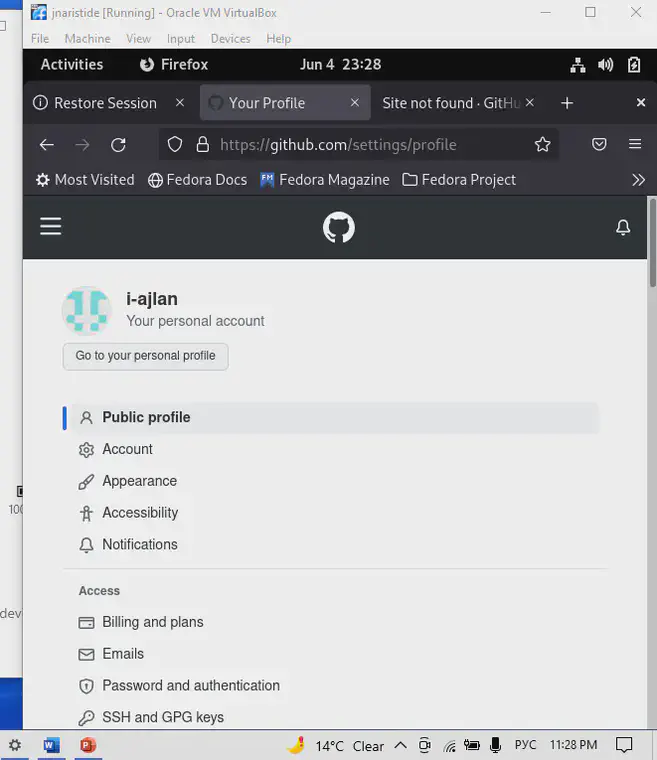 jnaristide [Running] - Oracle VM VirtualBox
File Machine View Input Devices Help
Activities Firefox Jun 4 23:28
Restore Session × Your Profile × Site not found · GitHu × + ×
https://github.com/settings/profile
Most Visited Fedora Docs FM Fedora Magazine Fedora Project
i-ajlan
Your personal account
Go to your personal profile
Public profile
Account
Appearance
Accessibility
Notifications
100
Access
dev
Billing and plans
Emails
Password and authentication
SSH and GPG keys
W P 14°C Clear РУС 11:28 PM